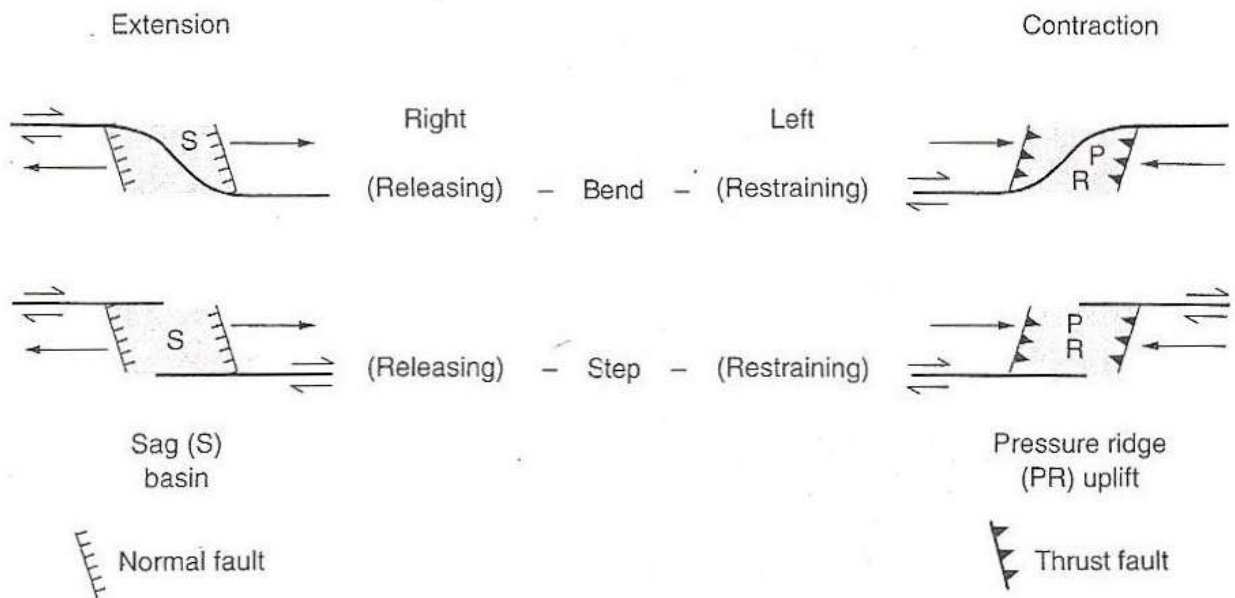 Extension
Contraction
Right
Left
S
P
R
(Releasing) – Bend – (Restraining)
S
P
R
(Releasing) – Step – (Restraining)
Sag (S)
basin
Pressure ridge
(PR) uplift
Normal fault
Thrust fault